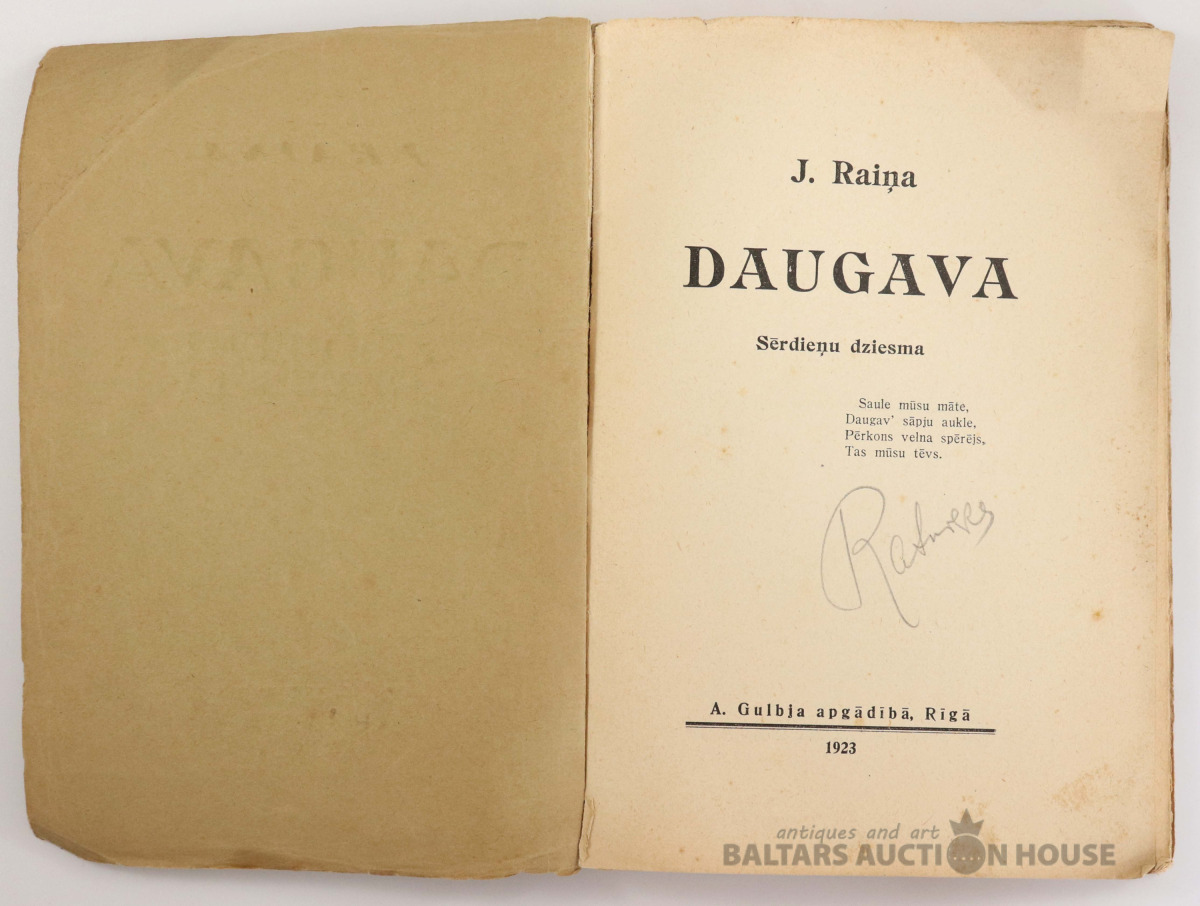 J. Raiņa
DAUGAVA
Sērdieņu dziesma
Saule mūsu māte,
Daugav' sāpju aukle,
Pērkons velna spērējs,
Tas mūsu tēvs.
A. Gulbja apgādībā, Rīgā
1923
antiques and art
BALTARS AUCTION HOUSE